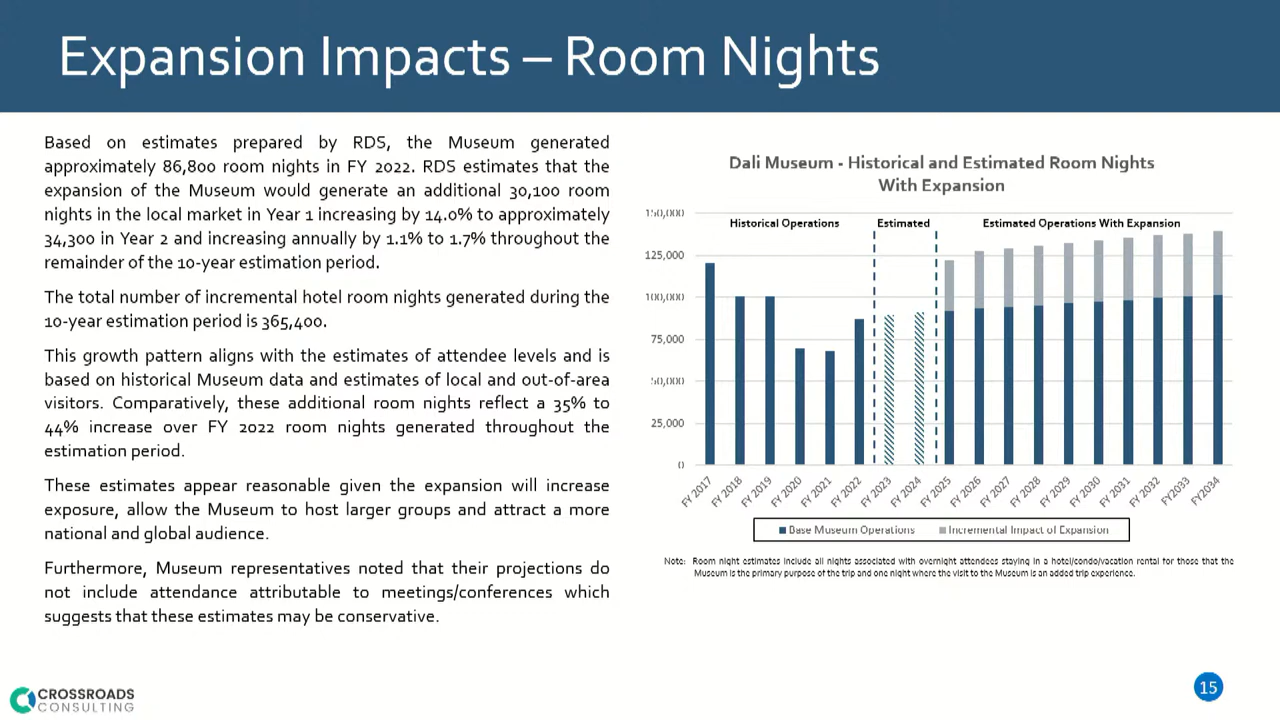 Expansion Impacts – Room Nights
Based on estimates prepared by RDS, the Museum generated
approximately 86,800 room nights in FY 2022. RDS estimates that the
expansion of the Museum would generate an additional 30,100 room
nights in the local market in Year 1 increasing by 14.0% to approximately
34,300 in Year 2 and increasing annually by 1.1% to 1.7% throughout the
remainder of the 10-year estimation period.
The total number of incremental hotel room nights generated during the
10-year estimation period is 365,400.
This growth pattern aligns with the estimates of attendee levels and is
based on historical Museum data and estimates of local and out-of-area
visitors. Comparatively, these additional room nights reflect a 35% to
44% increase over FY 2022 room nights generated throughout the
estimation period.
These estimates appear reasonable given the expansion will increase
exposure, allow the Museum to host larger groups and attract a more
national and global audience.
Furthermore, Museum representatives noted that their projections do
not include attendance attributable to meetings/conferences which
suggests that these estimates may be conservative.
Dali Museum - Historical and Estimated Room Nights
With Expansion
150,000
Historical Operations
Estimated
Estimated Operations With Expansion
125,000
100,000
75,000
50,000
25,000
0
FY 2017
FY 2018
FY 2019
FY 2020
FY 2021
FY 2022
FY 2023
FY 2024
FY 2025
FY 2026
FY 2027
FY 2028
FY 2029
FY 2030
FY 2031
FY 2032
FY2033
FY2034
Base Museum Operations
Incremental Impact of Expansion
Note: Room night estimates include all nights associated with overnight attendees staying in a hotel/condo/vacation rental for those that the
Museum is the primary purpose of the trip and one night where the visit to the Museum is an added trip experience.
CROSSROADS
CONSULTING
15